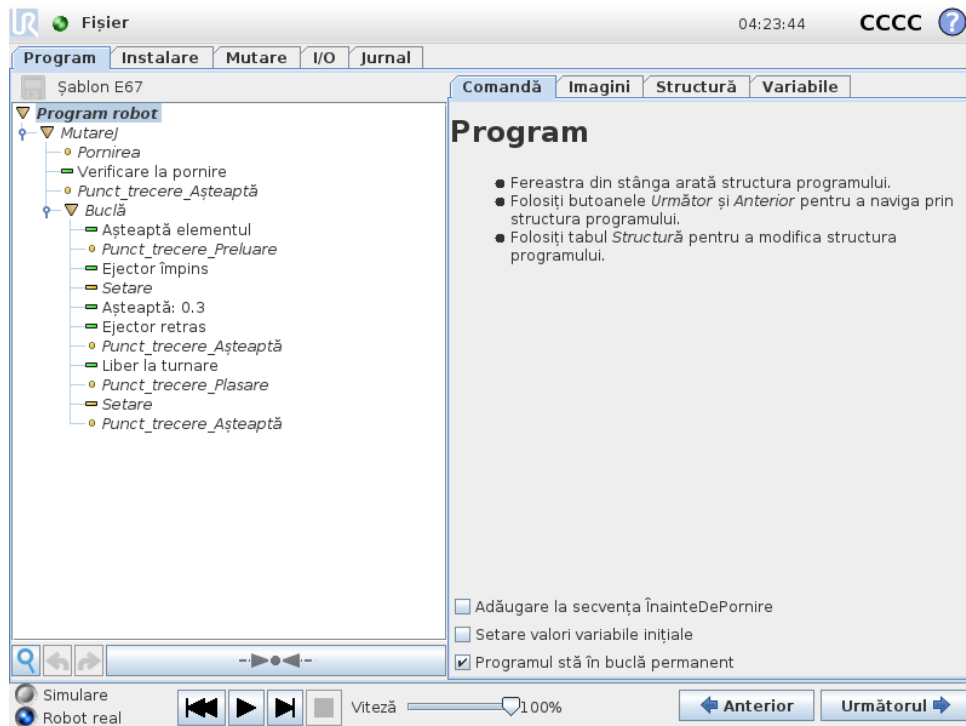 UR Fișier 04:23:44 CCCC ?
Program Instalare Mutare I/O Jurnal
Șablon E67
Comandă Imagini Structură Variabile
Program robot
MutareJ
Pornirea
Verificare la pornire
Punct_trecere_Așteaptă
Buclă
Așteaptă elementul
Punct_trecere_Preluare
Ejector împins
Setare
Așteaptă: 0.3
Ejector retras
Punct_trecere_Așteaptă
Liber la turnare
Punct_trecere_Plasare
Setare
Punct_trecere_Așteaptă
Program
Fereastra din stânga arată structura programului.
Folosiți butoanele Următor și Anterior pentru a naviga prin
structura programului.
Folosiți tabul Structură pentru a modifica structura
programului.
Adăugare la secvența ÎnainteDePornire
Setare valori variabile inițiale
Programul stă în buclă permanent
Simulare
Robot real
Viteză 100%
Anterior Următorul